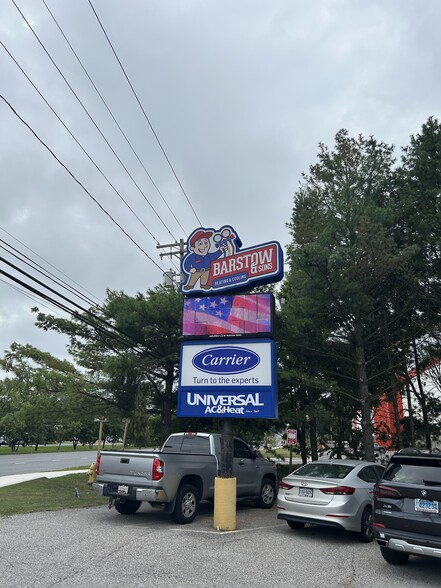 BARSTOW
& SONS
HEATING & COOLING
Carrier
Turn to the experts
UNIVERSAL
AC&Heat